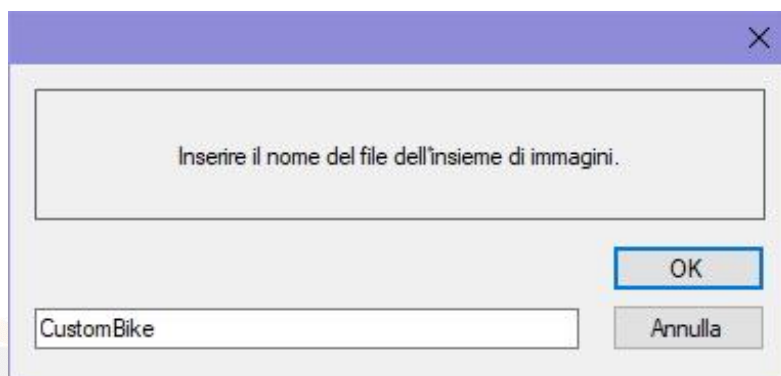 Inserire il nome del file dell'insieme di immagini.
OK
CustomBike
Annulla